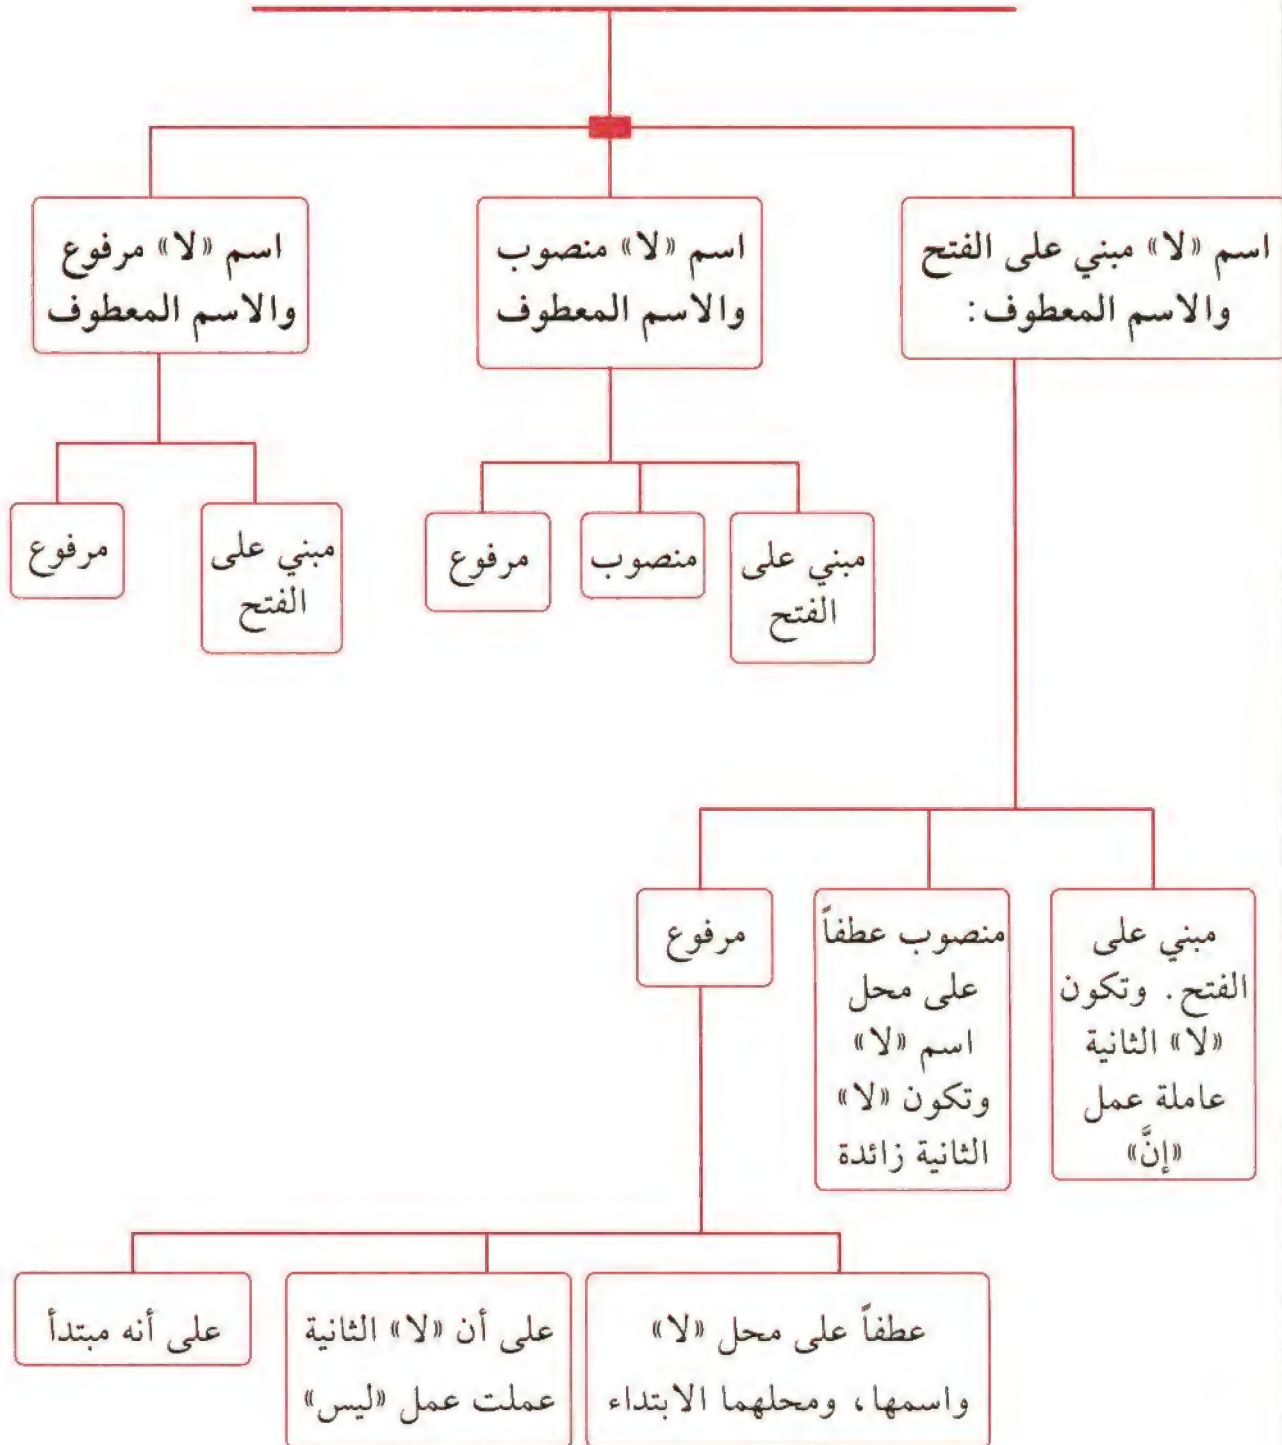 اسم «لا» مبني على الفتح
والاسم المعطوف:
اسم «لا» منصوب
والاسم المعطوف
اسم «لا» مرفوع
والاسم المعطوف
مبني على
الفتح
منصوب
مرفوع
مبني على
الفتح
مرفوع
مبني على
الفتح. وتكون
«لا» الثانية
عاملة عمل
«إنَّ»
منصوب عطفاً
على محل
اسم «لا»
وتكون «لا»
الثانية زائدة
مرفوع
عطفاً على محل «لا»
واسمها، ومحلهما الابتداء
على أن «لا» الثانية
عملت عمل «ليس»
على أنه مبتدأ